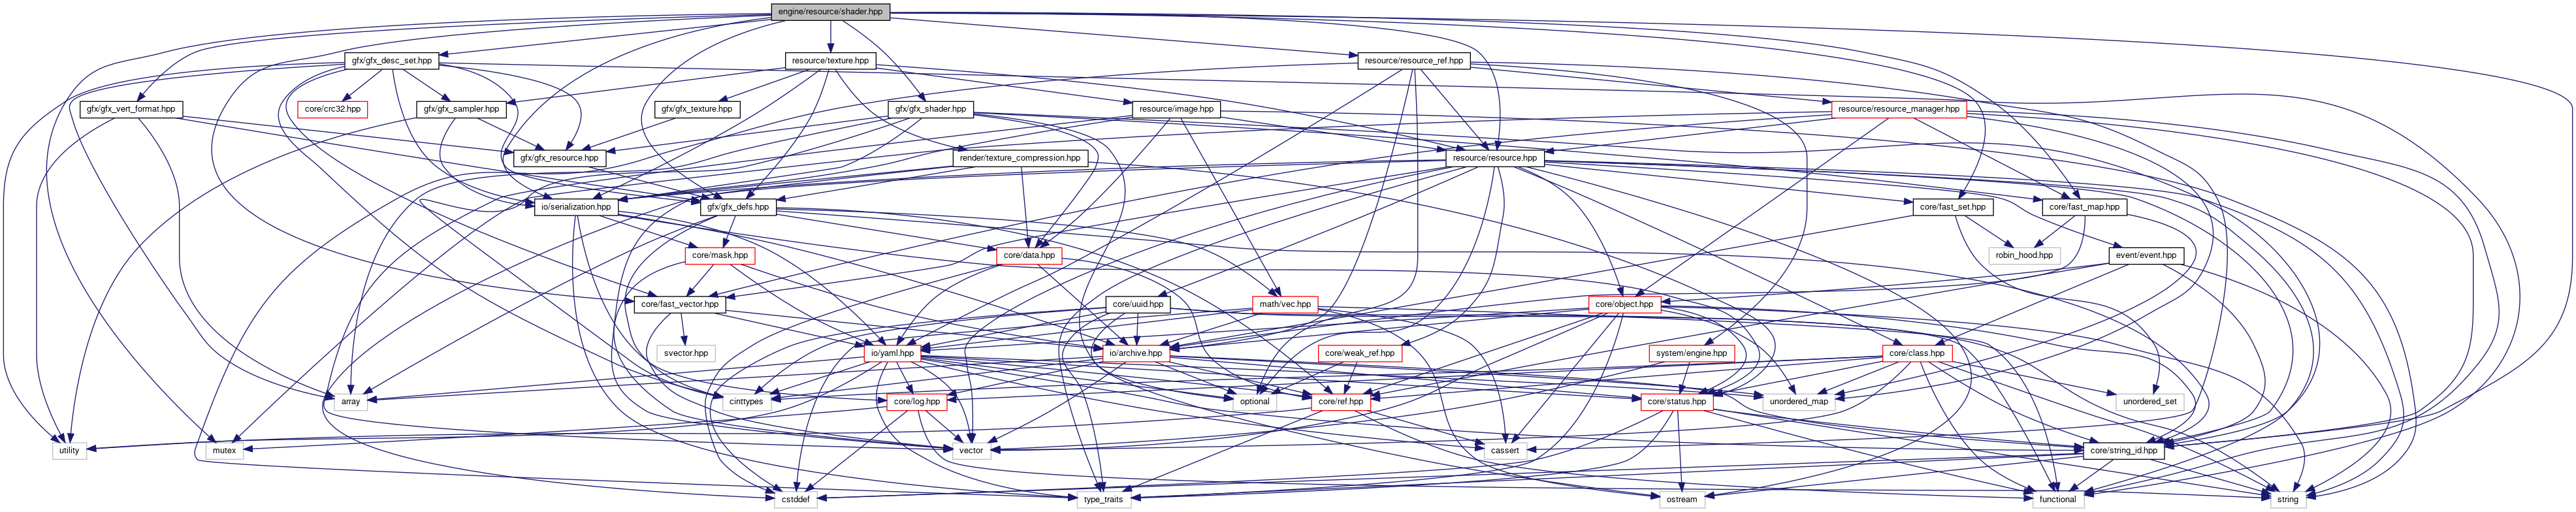 engine/resource/shader.hpp
gfx/gfx_desc_set.hpp
resource/texture.hpp
resource/resource_ref.hpp
gfx/gfx_vert_format.hpp
core/crc32.hpp
gfx/gfx_sampler.hpp
gfx/gfx_texture.hpp
gfx/gfx_shader.hpp
resource/image.hpp
resource/resource_manager.hpp
gfx/gfx_resource.hpp
render/texture_compression.hpp
resource/resource.hpp
io/serialization.hpp
gfx/gfx_defs.hpp
core/fast_set.hpp
core/fast_map.hpp
core/mask.hpp
core/data.hpp
robin_hood.hpp
event/event.hpp
core/fast_vector.hpp
core/uuid.hpp
math/vec.hpp
core/object.hpp
svector.hpp
io/yaml.hpp
io/archive.hpp
core/weak_ref.hpp
system/engine.hpp
core/class.hpp
array
cinttypes
core/log.hpp
optional
core/ref.hpp
core/status.hpp
unordered_map
unordered_set
utility
mutex
vector
cassert
core/string_id.hpp
cstddef
type_traits
ostream
functional
string